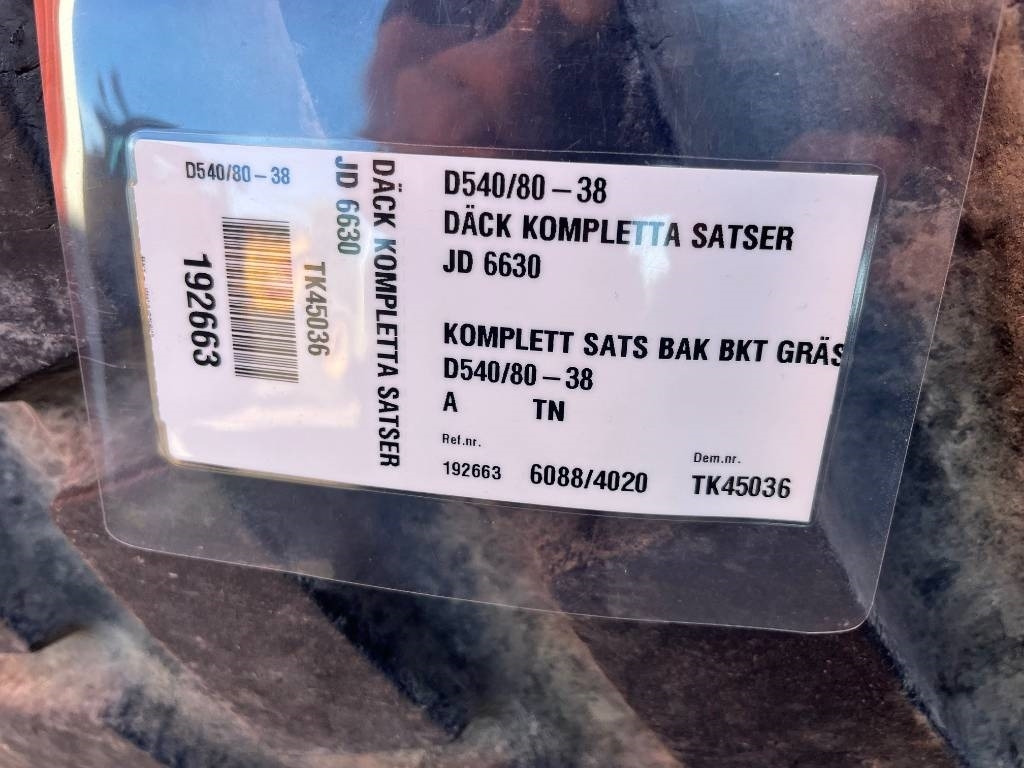 D540/80-38
192663
TK45036
JD 6630
DÄCK KOMPLETTA SATSER
D540/80-38
DÄCK KOMPLETTA SATSER
JD 6630
KOMPLETT SATS BAK BKT GRÄS
D540/80-38
A TN
Ref.nr. Dem.nr.
192663 6088/4020 TK45036